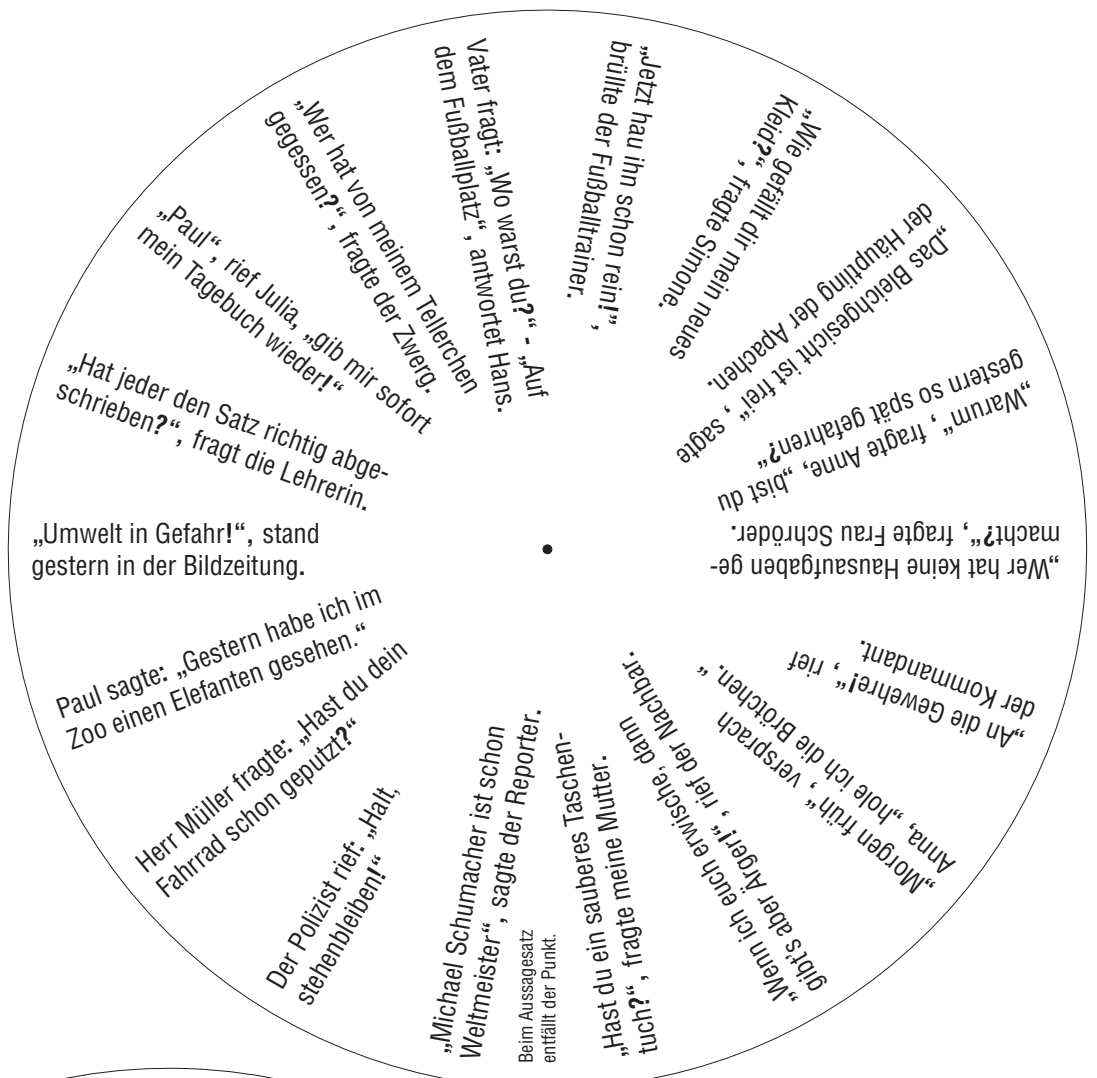 „Umwelt in Gefahr!“, stand
gestern in der Bildzeitung.
„Hat jeder den Satz richtig abge-
schrieben?“, fragt die Lehrerin.
„Paul“, rief Julia, „gib mir sofort
mein Tagebuch wieder!“
„Wer hat von meinem Tellerchen
gegessen?“, fragte der Zwerg.
Vater fragt: „Wo warst du?“ - „Auf
dem Fußballplatz“, antwortet Hans.
„Jetzt hau ihn schon rein!”,
brüllte der Fußballtrainer.
„Wie gefällt dir mein neues
Kleid?“, fragte Simone.
„Das Bleichgesicht ist frei“, sagte
der Häuptling der Apachen.
„Warum“, fragte Anne, „bist du
gestern so spät gefahren?“
„Wer hat keine Hausaufgaben ge-
macht?“, fragte Frau Schröder.
„An die Gewehre!“, rief
der Kommandant.
„Morgen früh“, versprach
Anna, „hole ich die Brötchen.“
„Wenn ich euch erwische, dann
gibt's aber Ärger!“, rief der Nachbar.
„Hast du ein sauberes Taschen-
tuch?“, fragte meine Mutter.
Beim Aussagesatz
entfällt der Punkt.
„Michael Schumacher ist schon
Weltmeister“, sagte der Reporter.
Der Polizist rief: „Halt,
stehenbleiben!“
Herr Müller fragte: „Hast du dein
Fahrrad schon geputzt?“
Paul sagte: „Gestern habe ich im
Zoo einen Elefanten gesehen.“